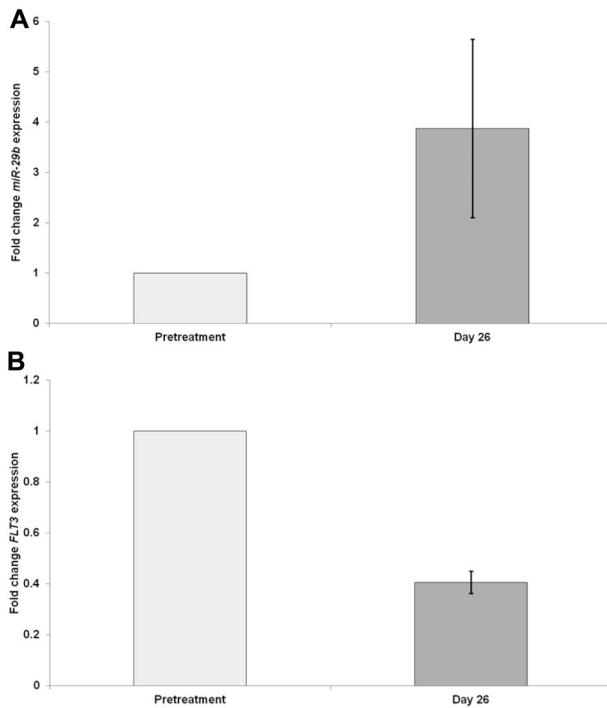 A
Fold change miR-29b expression
6
5
4
3
2
1
0
Pretreatment
Day 26
B
Fold change FLT3 expression
1.2
1
0.8
0.6
0.4
0.2
0
Pretreatment
Day 26